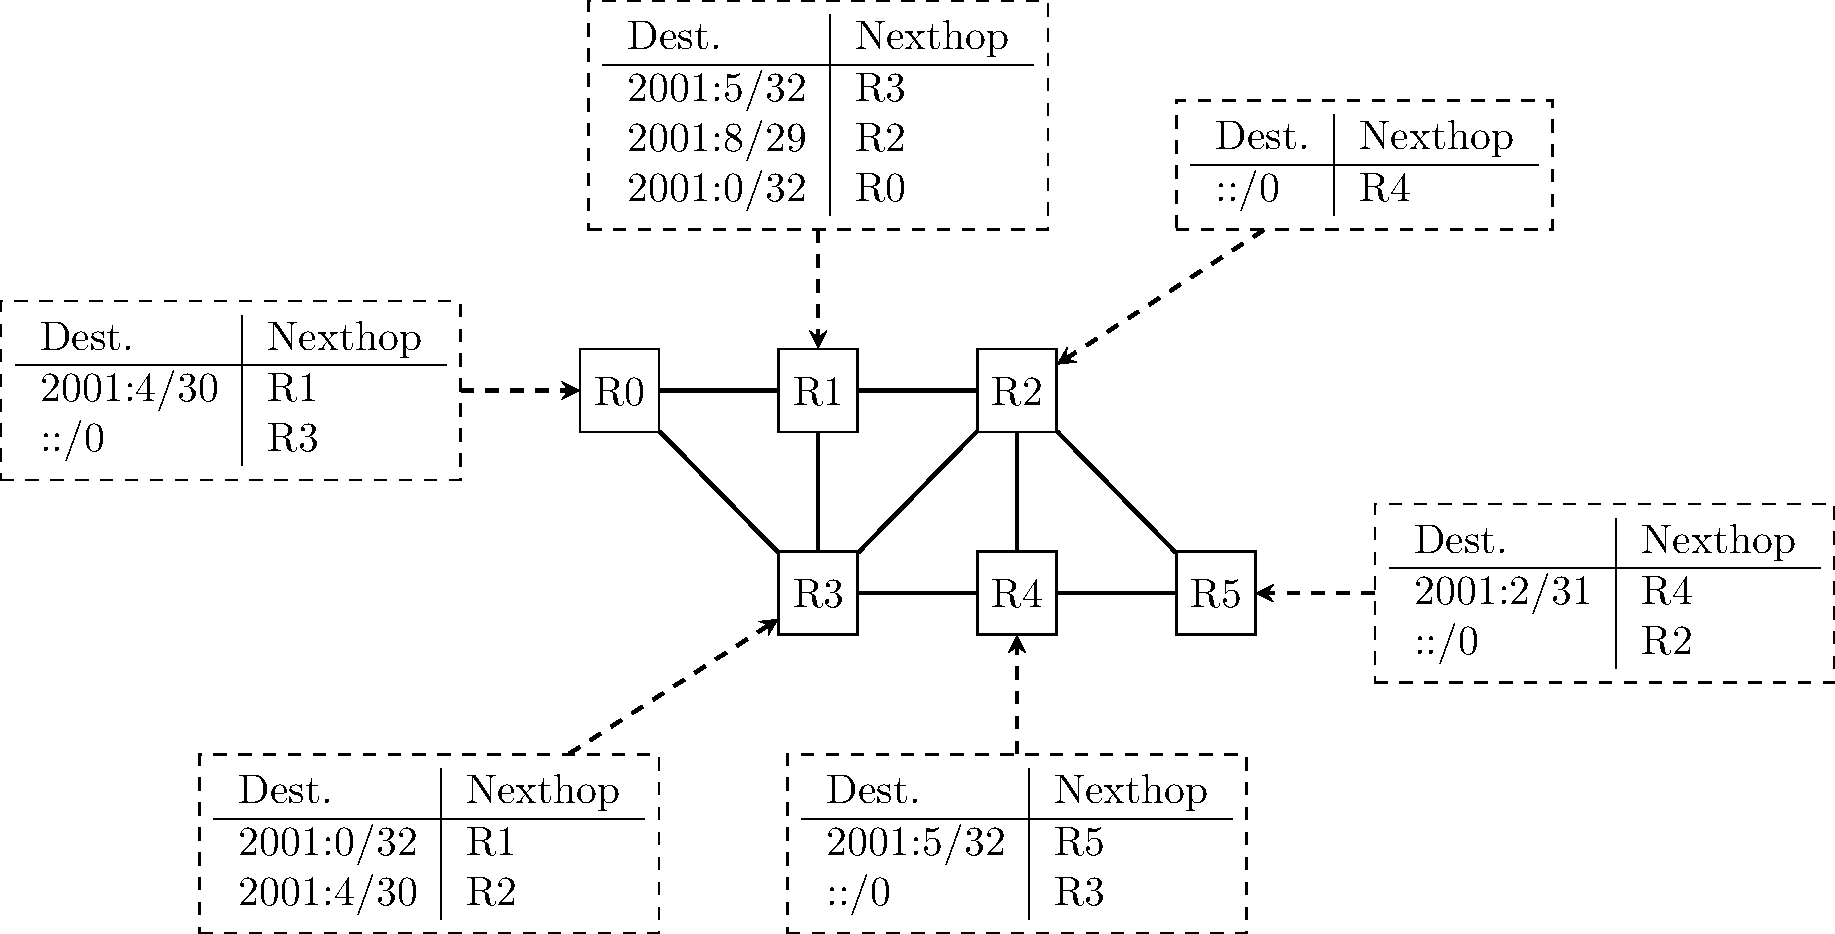 Dest. Nexthop
2001:5/32 R3
2001:8/29 R2
2001:0/32 R0
Dest. Nexthop
::/0 R4
Dest. Nexthop
2001:4/30 R1
::/0 R3
R0 R1 R2
R3 R4 R5
Dest. Nexthop
2001:2/31 R4
::/0 R2
Dest. Nexthop
2001:0/32 R1
2001:4/30 R2
Dest. Nexthop
2001:5/32 R5
::/0 R3